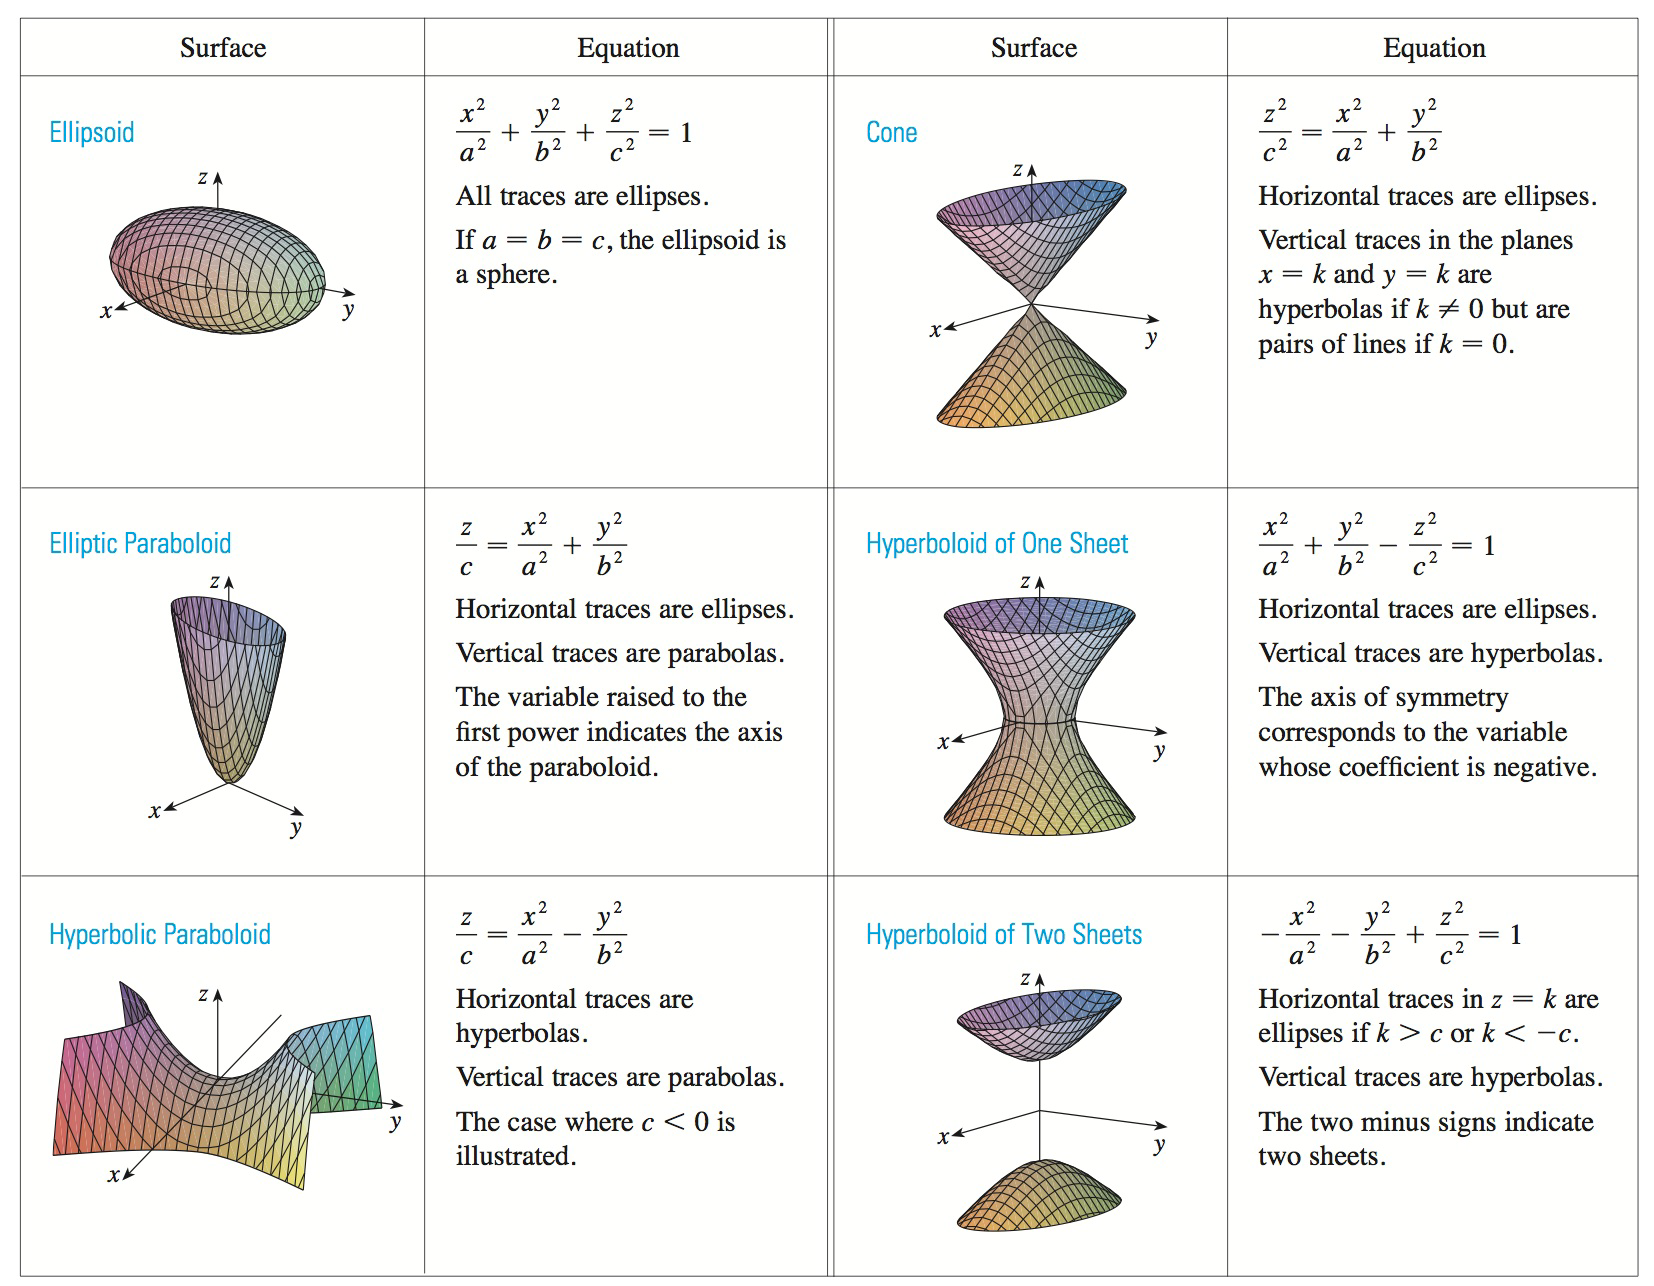 Surface Equation Surface Equation
Ellipsoid
x²/a² + y²/b² + z²/c² = 1
All traces are ellipses.
If a = b = c, the ellipsoid is
a sphere.
z
x
y
Cone
z²/c² = x²/a² + y²/b²
Horizontal traces are ellipses.
Vertical traces in the planes
x = k and y = k are
hyperbolas if k ≠ 0 but are
pairs of lines if k = 0.
z
x
y
Elliptic Paraboloid
z/c = x²/a² + y²/b²
Horizontal traces are ellipses.
Vertical traces are parabolas.
The variable raised to the
first power indicates the axis
of the paraboloid.
z
x
y
Hyperboloid of One Sheet
x²/a² + y²/b² − z²/c² = 1
Horizontal traces are ellipses.
Vertical traces are hyperbolas.
The axis of symmetry
corresponds to the variable
whose coefficient is negative.
z
x
y
Hyperbolic Paraboloid
z/c = x²/a² − y²/b²
Horizontal traces are
hyperbolas.
Vertical traces are parabolas.
The case where c < 0 is
illustrated.
z
y
x
Hyperboloid of Two Sheets
−x²/a² − y²/b² + z²/c² = 1
Horizontal traces in z = k are
ellipses if k > c or k < −c.
Vertical traces are hyperbolas.
The two minus signs indicate
two sheets.
z
x
y